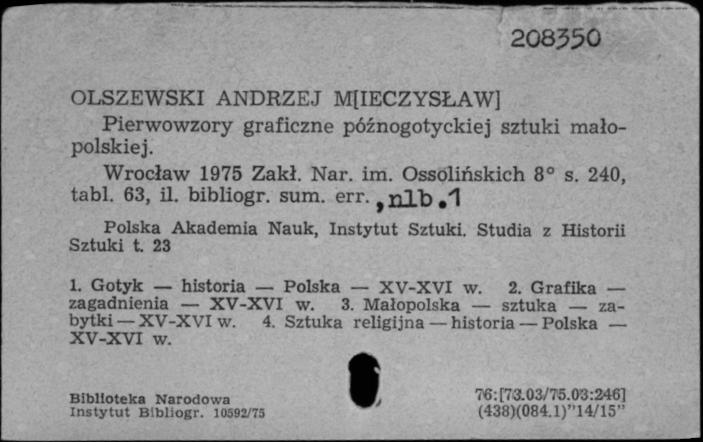 208350
OLSZEWSKI ANDRZEJ M[IECZYSŁAW]
Pierwowzory graficzne późnogotyckiej sztuki mało-
polskiej.
Wrocław 1975 Zakł. Nar. im. Ossolińskich 8° s. 240,
tabl. 63, il. bibliogr. sum. err. , nlb. 1
Polska Akademia Nauk, Instytut Sztuki. Studia z Historii
Sztuki t. 23
1. Gotyk — historia — Polska — XV-XVI w. 2. Grafika —
zagadnienia — XV-XVI w. 3. Małopolska — sztuka — za-
bytki — XV-XVI w. 4. Sztuka religijna — historia — Polska —
XV-XVI w.
Biblioteka Narodowa
Instytut Bibliogr. 10592/75
76:[73.03/75.03:246]
(438)(084.1)"14/15"